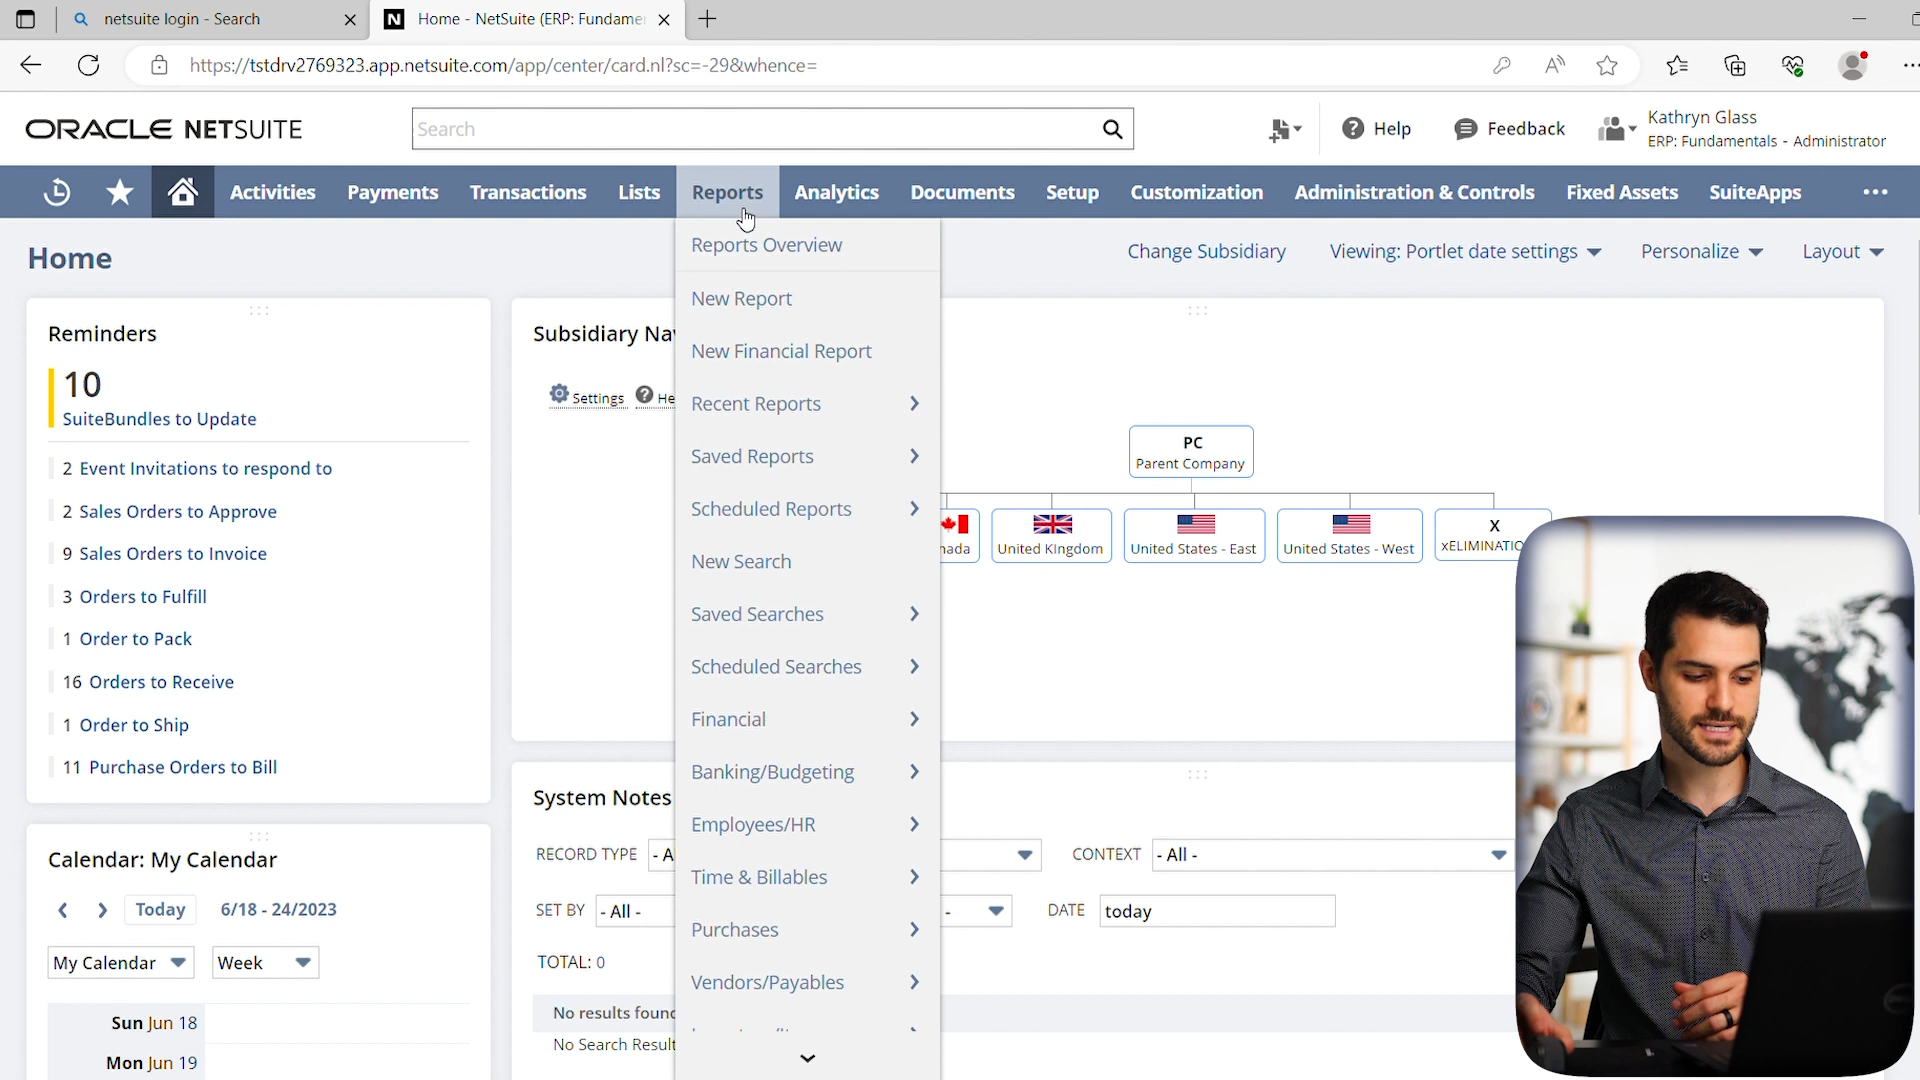 netsuite login - Search
N Home - NetSuite (ERP: Fundame
https://tstdrv2769323.app.netsuite.com/app/center/card.nl?sc=-29&whence=
ORACLE NETSUITE
Search
Help
Feedback
Kathryn Glass
ERP: Fundamentals - Administrator
Activities
Payments
Transactions
Lists
Reports
Analytics
Documents
Setup
Customization
Administration & Controls
Fixed Assets
SuiteApps
Home
Change Subsidiary
Viewing: Portlet date settings
Personalize
Layout
Reports Overview
New Report
New Financial Report
Recent Reports
Saved Reports
Scheduled Reports
New Search
Saved Searches
Scheduled Searches
Financial
Banking/Budgeting
Employees/HR
Time & Billables
Purchases
Vendors/Payables
Reminders
10
SuiteBundles to Update
2 Event Invitations to respond to
2 Sales Orders to Approve
9 Sales Orders to Invoice
3 Orders to Fulfill
1 Order to Pack
16 Orders to Receive
1 Order to Ship
11 Purchase Orders to Bill
Subsidiary Na
Settings
He
PC
Parent Company
nada
United KIngdom
United States - East
United States - West
X
xELIMINATIO
Calendar: My Calendar
Today
6/18 - 24/2023
My Calendar
Week
Sun Jun 18
Mon Jun 19
System Notes
RECORD TYPE
- A
CONTEXT
- All -
SET BY
- All -
-
DATE
today
TOTAL: 0
No results found
No Search Result